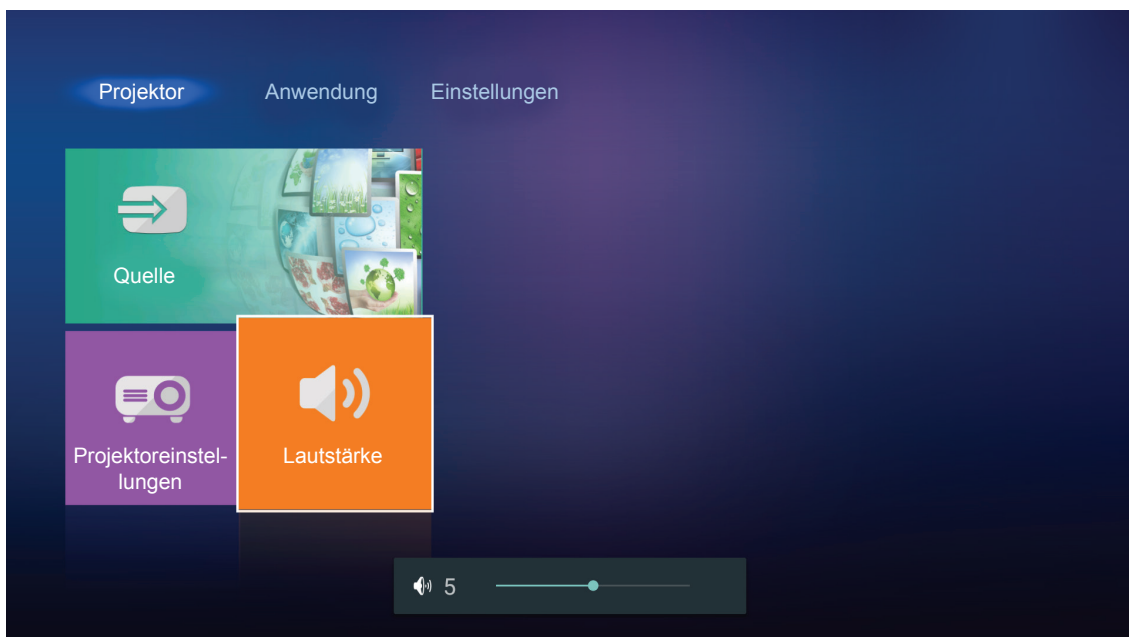 Projektor Anwendung Einstellungen
Quelle
Projektoreinstel-
lungen
Lautstärke
5